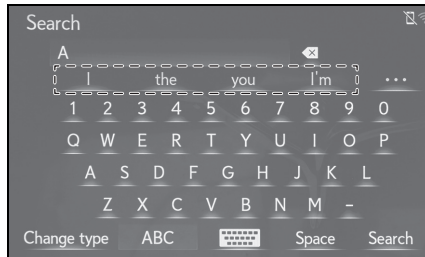 Search
A
I the you I'm ...
1 2 3 4 5 6 7 8 9 0
Q W E R T Y U I O P
A S D F G H J K L
Z X C V B N M -
Change type ABC Space Search